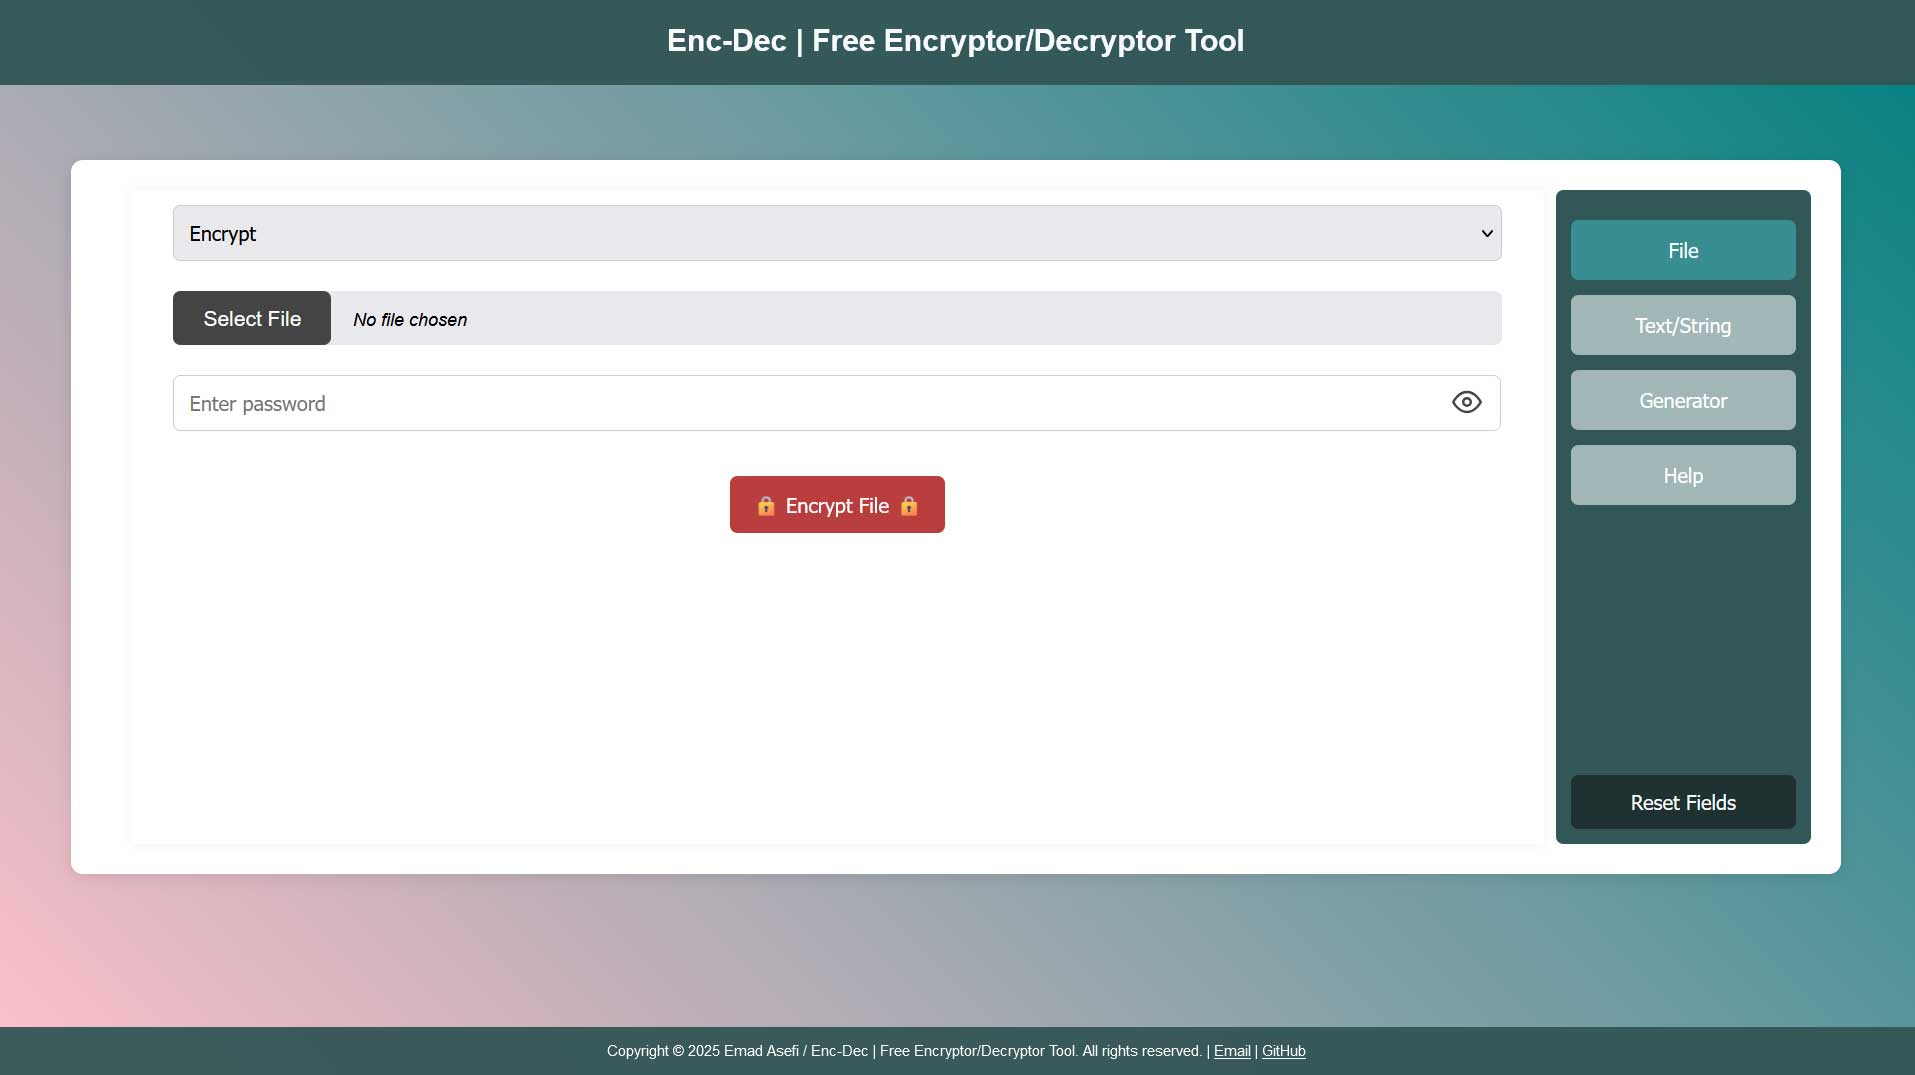 Enc-Dec | Free Encryptor/Decryptor Tool
Encrypt
Select File No file chosen
Enter password
Encrypt File
File
Text/String
Generator
Help
Reset Fields
Copyright © 2025 Emad Asefi / Enc-Dec | Free Encryptor/Decryptor Tool. All rights reserved. | Email | GitHub